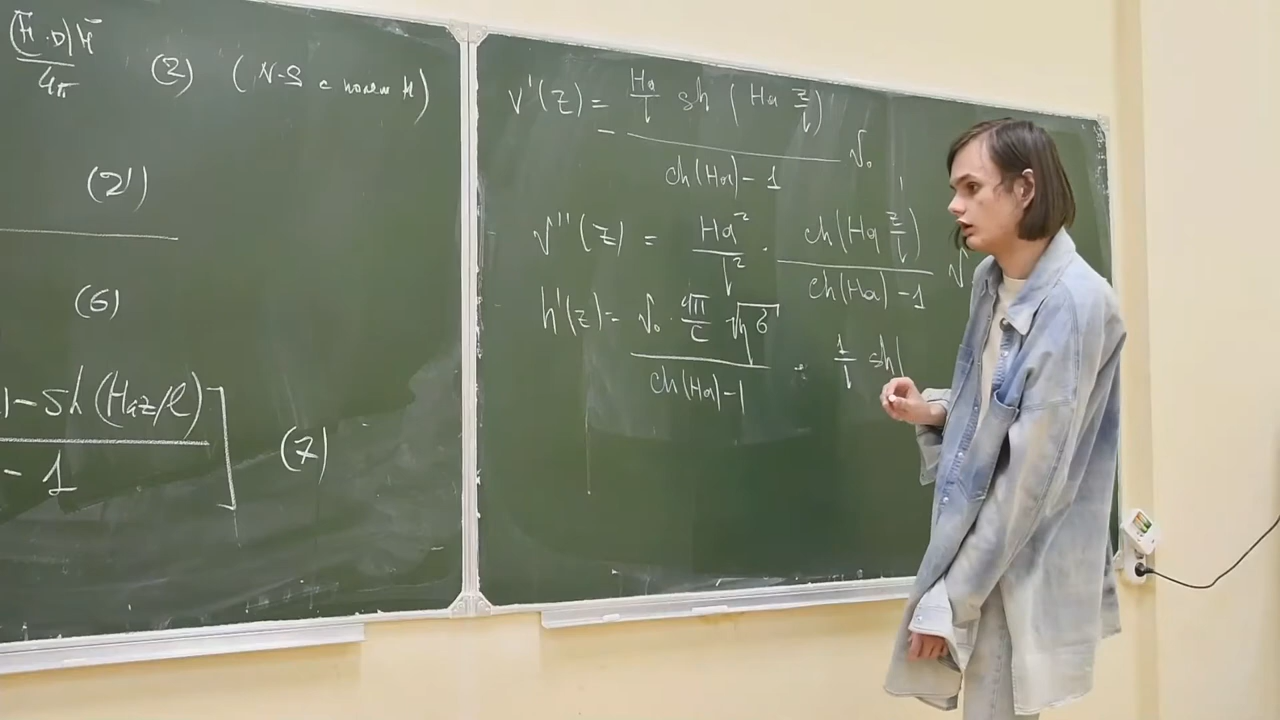 (H̄·∇)H̄ / 4π (2) (N-S с полем H)
(2')
(6)
1-sh(Haz/l) / - 1 ] (7)
v'(z) = - Ha/l sh (Ha z/l) / ch(Ha)-1 v₀
v''(z) = Ha²/l² · ch(Ha z/l) / ch(Ha)-1 v
h'(z) = v₀ · 4π/c √ησ / ch(Ha)-1 · 1/l sh(